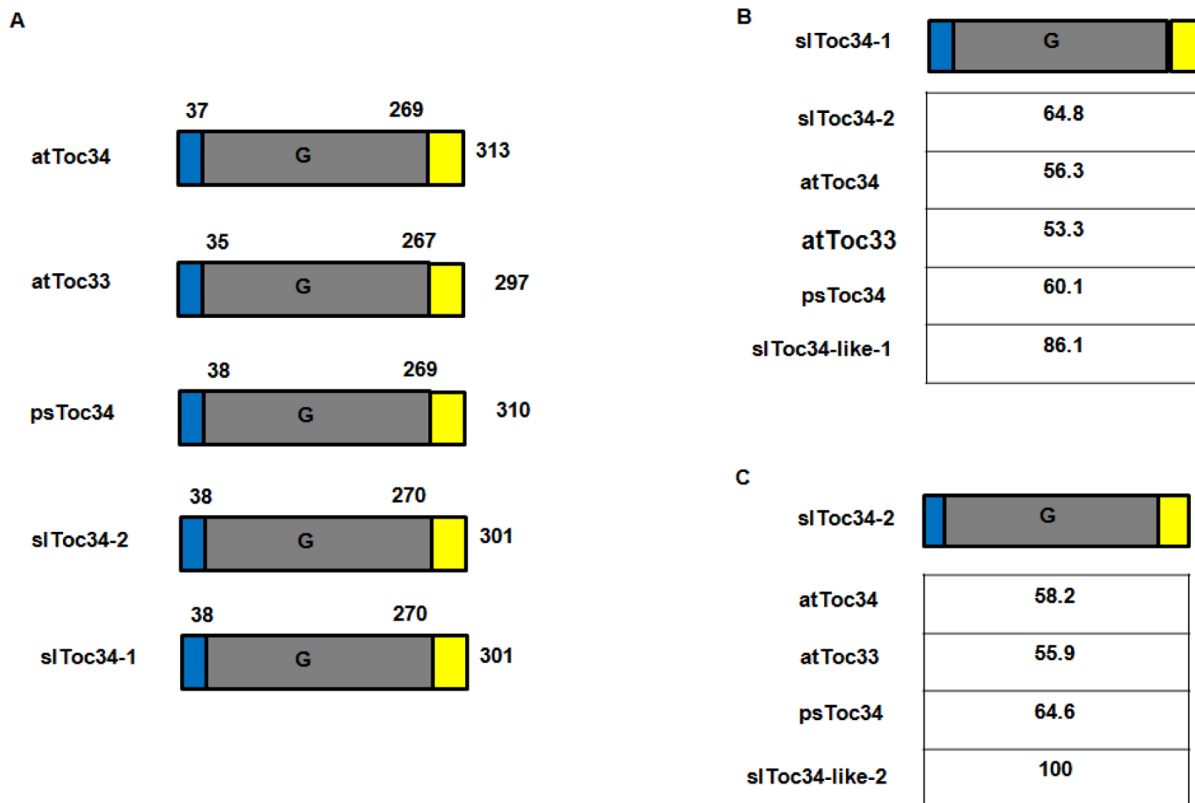 A
37 269
atToc34 G 313
35 267
atToc33 G 297
38 269
psToc34 G 310
38 270
slToc34-2 G 301
38 270
slToc34-1 G 301
B
slToc34-1 G
slToc34-2 64.8
atToc34 56.3
atToc33 53.3
psToc34 60.1
slToc34-like-1 86.1
C
slToc34-2 G
atToc34 58.2
atToc33 55.9
psToc34 64.6
slToc34-like-2 100